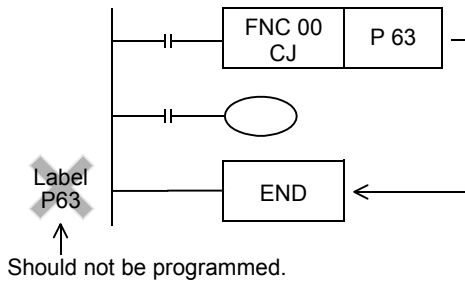 FNC 00
CJ
P 63
Label
P63
END
Should not be programmed.